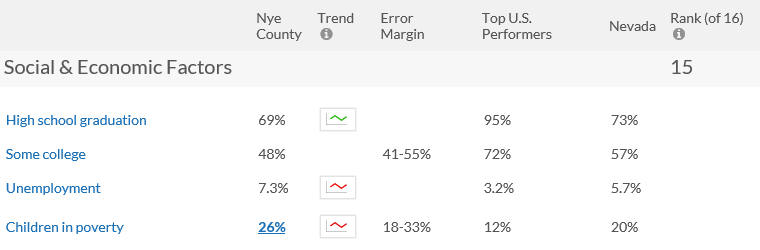 Nye County Trend Error Margin Top U.S. Performers Nevada Rank (of 16)
Social & Economic Factors 15
High school graduation 69% 95% 73%
Some college 48% 41-55% 72% 57%
Unemployment 7.3% 3.2% 5.7%
Children in poverty 26% 18-33% 12% 20%